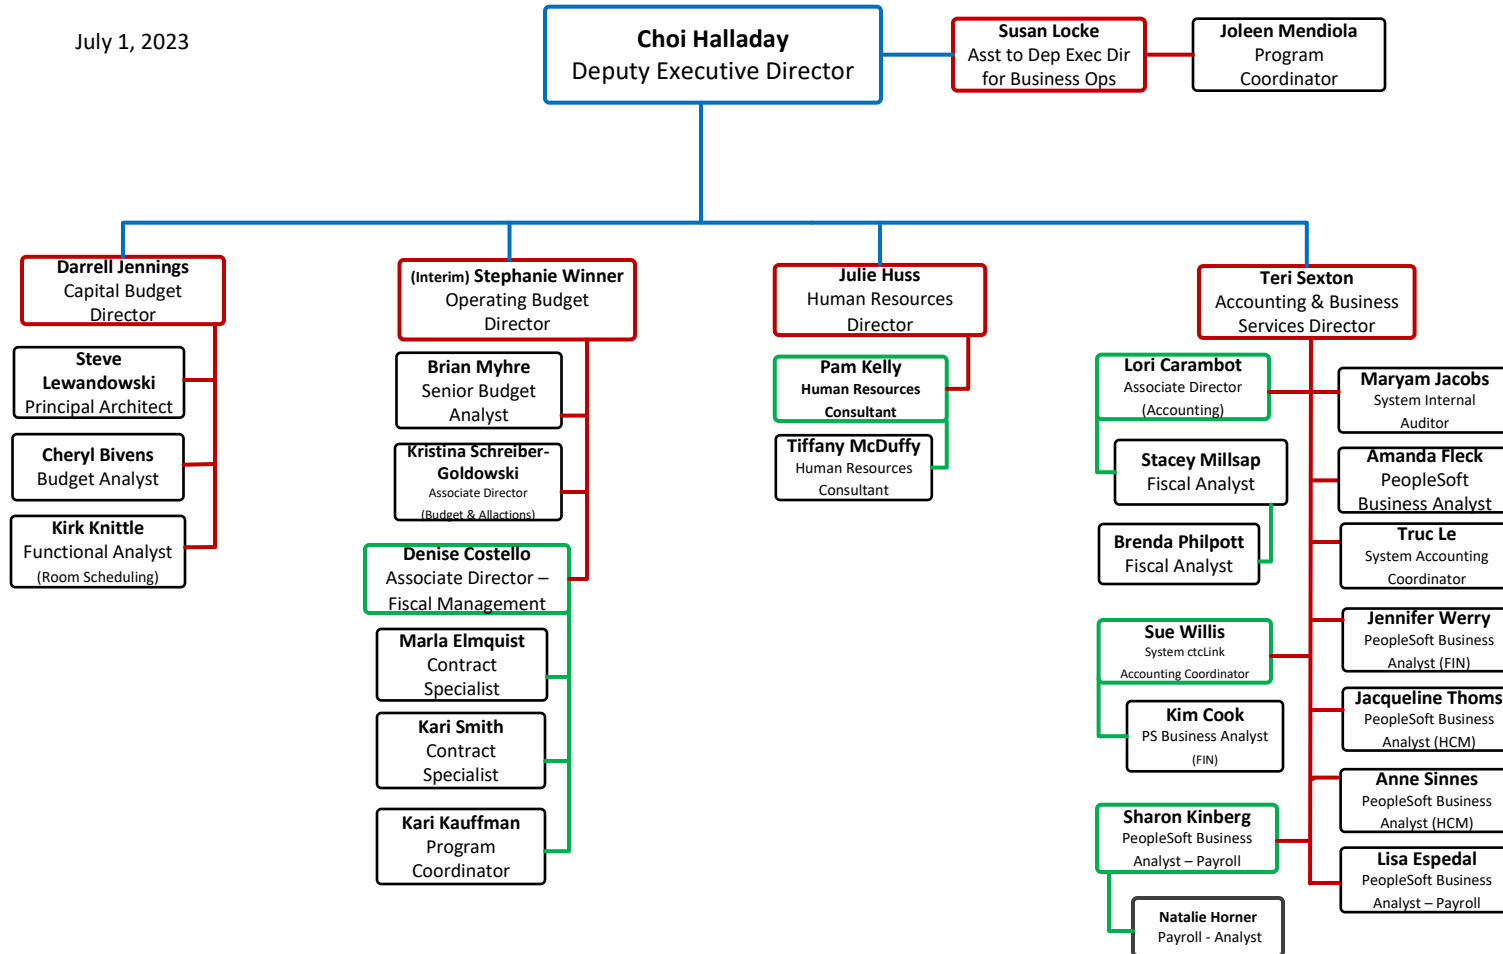 July 1, 2023
Choi Halladay
Deputy Executive Director
Susan Locke
Asst to Dep Exec Dir
for Business Ops
Joleen Mendiola
Program
Coordinator
Darrell Jennings
Capital Budget
Director
Steve
Lewandowski
Principal Architect
Cheryl Bivens
Budget Analyst
Kirk Knittle
Functional Analyst
(Room Scheduling)
(Interim) Stephanie Winner
Operating Budget
Director
Brian Myhre
Senior Budget
Analyst
Kristina Schreiber-
Goldowski
Associate Director
(Budget & Allactions)
Denise Costello
Associate Director –
Fiscal Management
Marla Elmquist
Contract
Specialist
Kari Smith
Contract
Specialist
Kari Kauffman
Program
Coordinator
Julie Huss
Human Resources
Director
Pam Kelly
Human Resources
Consultant
Tiffany McDuffy
Human Resources
Consultant
Teri Sexton
Accounting & Business
Services Director
Lori Carambot
Associate Director
(Accounting)
Stacey Millsap
Fiscal Analyst
Brenda Philpott
Fiscal Analyst
Sue Willis
System ctcLink
Accounting Coordinator
Kim Cook
PS Business Analyst
(FIN)
Sharon Kinberg
PeopleSoft Business
Analyst – Payroll
Natalie Horner
Payroll - Analyst
Maryam Jacobs
System Internal
Auditor
Amanda Fleck
PeopleSoft
Business Analyst
Truc Le
System Accounting
Coordinator
Jennifer Werry
PeopleSoft Business
Analyst (FIN)
Jacqueline Thoms
PeopleSoft Business
Analyst (HCM)
Anne Sinnes
PeopleSoft Business
Analyst (HCM)
Lisa Espedal
PeopleSoft Business
Analyst – Payroll